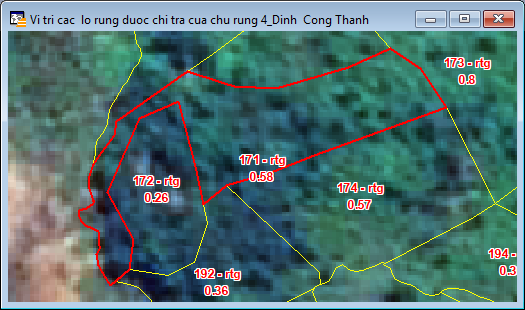 Vi tri cac lo rung duoc chi tra cua chu rung 4_Dinh Cong Thanh
173 - rtg
0.8
171 - rtg
0.58
172 - rtg
0.26
174 - rtg
0.57
194 -
0.3
192 - rtg
0.36